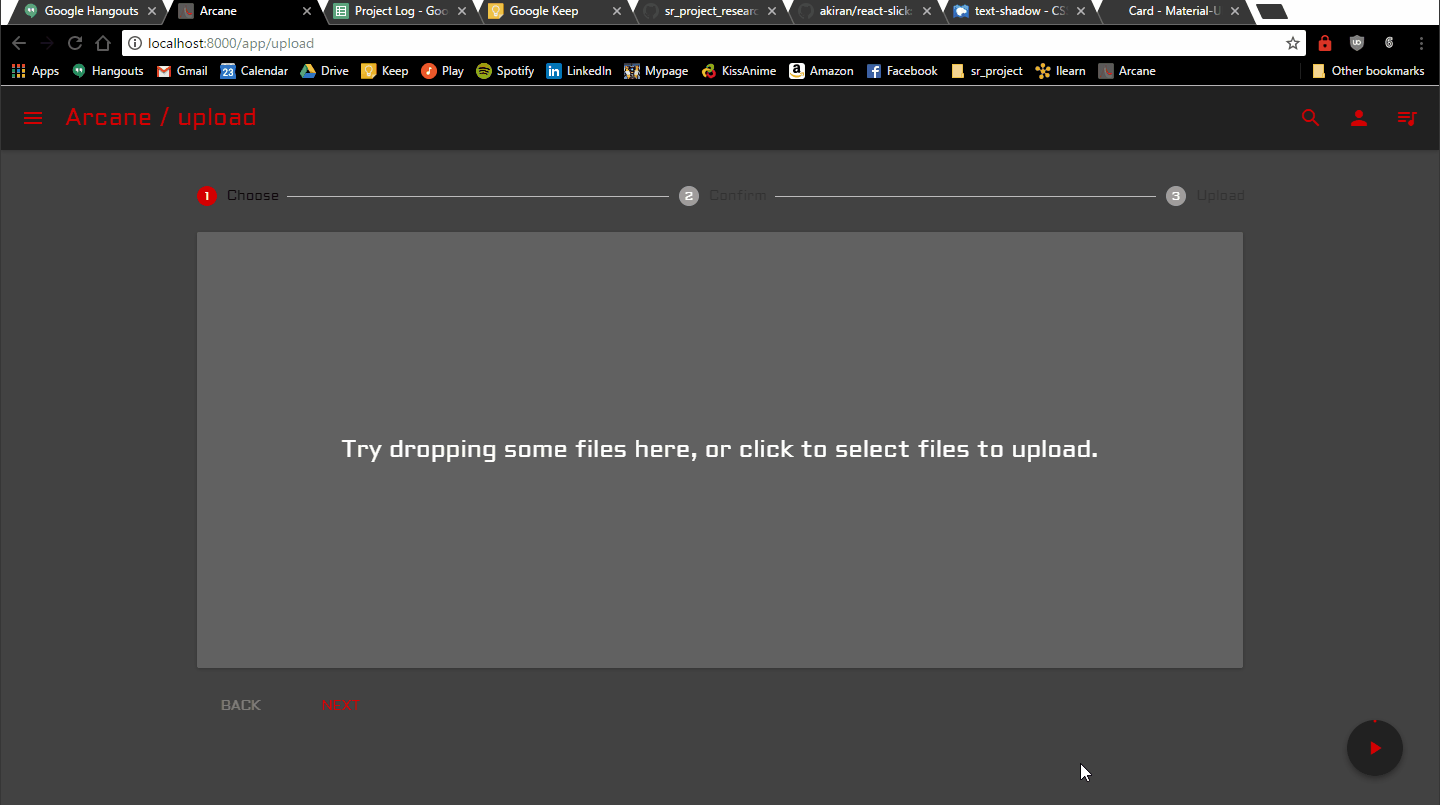 Google Hangouts
Arcane
Project Log - Goo
Google Keep
sr_project_researc
akiran/react-slick
text-shadow - CS
Card - Material-U
localhost:8000/app/upload
Apps
Hangouts
23
Calendar
Gmail
Drive
Keep
Play
Spotify
in
LinkedIn
Mypage
KissAnime
Amazon
Facebook
sr_project
Ilearn
Arcane
Other bookmarks
Arcane / upload
1 Choose
2 Confirm
3 Upload
Try dropping some files here, or click to select files to upload.
BACK
NEXT